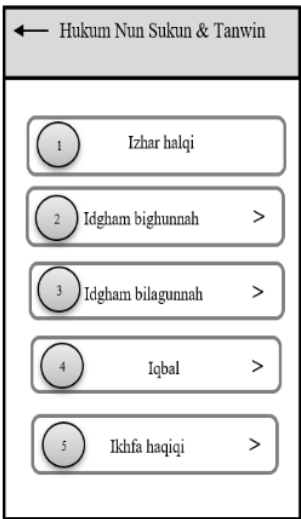 Hukum Nun Sukun & Tanwin
1 Izhar halqi
2 Idgham bighunnah >
3 Idgham bilagunnah >
4 Iqbal >
5 Ikhfa haqiqi >